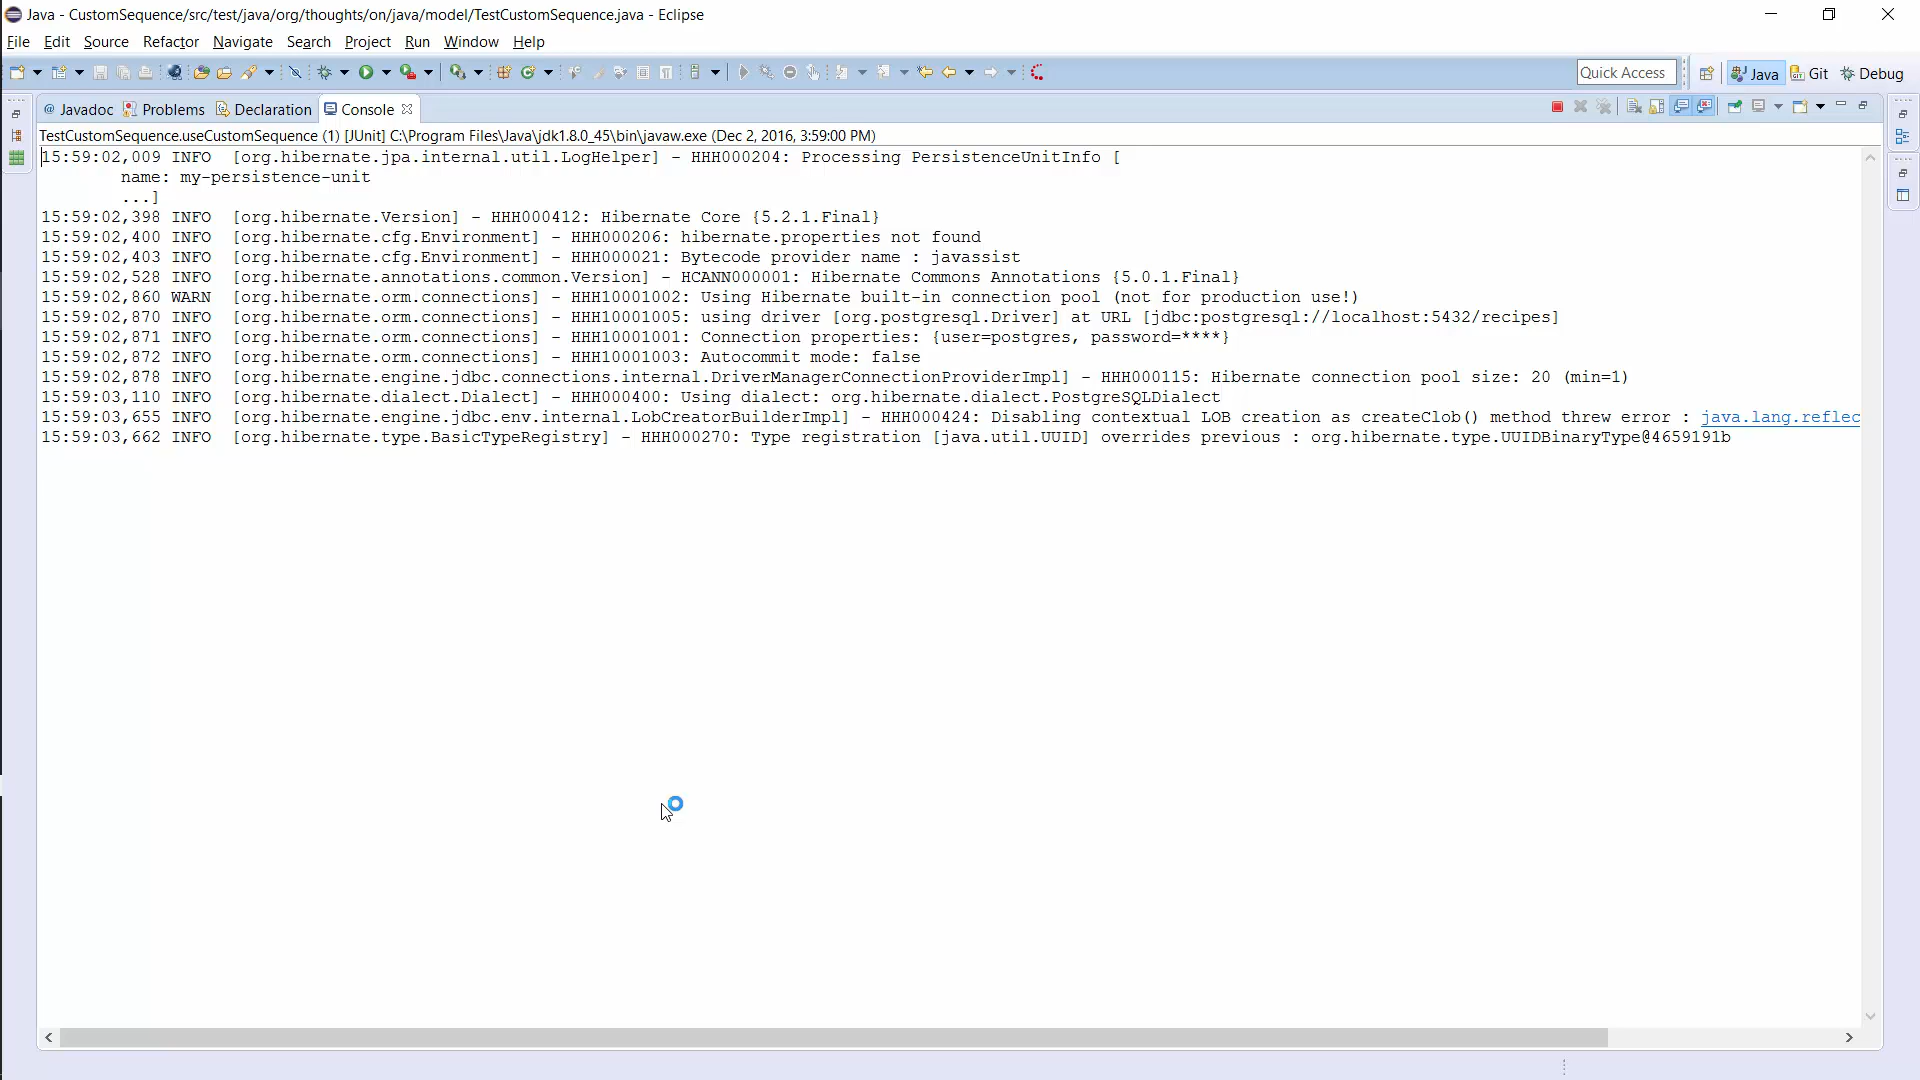 Java - CustomSequence/src/test/java/org/thoughts/on/java/model/TestCustomSequence.java - Eclipse
File Edit Source Refactor Navigate Search Project Run Window Help
Quick Access Java Git Debug
@ Javadoc Problems Declaration Console
TestCustomSequence.useCustomSequence (1) [JUnit] C:\Program Files\Java\jdk1.8.0_45\bin\javaw.exe (Dec 2, 2016, 3:59:00 PM)
15:59:02,009 INFO  [org.hibernate.jpa.internal.util.LogHelper] - HHH000204: Processing PersistenceUnitInfo [
name: my-persistence-unit
...]
15:59:02,398 INFO  [org.hibernate.Version] - HHH000412: Hibernate Core {5.2.1.Final}
15:59:02,400 INFO  [org.hibernate.cfg.Environment] - HHH000206: hibernate.properties not found
15:59:02,403 INFO  [org.hibernate.cfg.Environment] - HHH000021: Bytecode provider name : javassist
15:59:02,528 INFO  [org.hibernate.annotations.common.Version] - HCANN000001: Hibernate Commons Annotations {5.0.1.Final}
15:59:02,860 WARN  [org.hibernate.orm.connections] - HHH10001002: Using Hibernate built-in connection pool (not for production use!)
15:59:02,870 INFO  [org.hibernate.orm.connections] - HHH10001005: using driver [org.postgresql.Driver] at URL [jdbc:postgresql://localhost:5432/recipes]
15:59:02,871 INFO  [org.hibernate.orm.connections] - HHH10001001: Connection properties: {user=postgres, password=****}
15:59:02,872 INFO  [org.hibernate.orm.connections] - HHH10001003: Autocommit mode: false
15:59:02,878 INFO  [org.hibernate.engine.jdbc.connections.internal.DriverManagerConnectionProviderImpl] - HHH000115: Hibernate connection pool size: 20 (min=1)
15:59:03,110 INFO  [org.hibernate.dialect.Dialect] - HHH000400: Using dialect: org.hibernate.dialect.PostgreSQLDialect
15:59:03,655 INFO  [org.hibernate.engine.jdbc.env.internal.LobCreatorBuilderImpl] - HHH000424: Disabling contextual LOB creation as createClob() method threw error : java.lang.reflec
15:59:03,662 INFO  [org.hibernate.type.BasicTypeRegistry] - HHH000270: Type registration [java.util.UUID] overrides previous : org.hibernate.type.UUIDBinaryType@4659191b